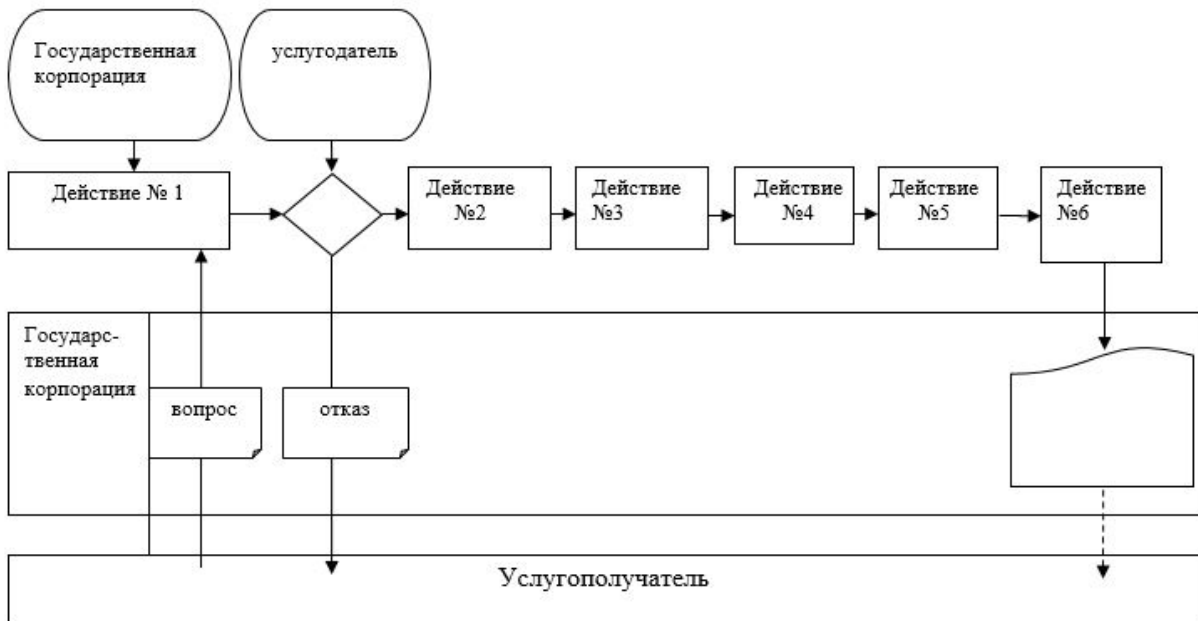 Государственная
корпорация
услугодатель
Действие № 1
Действие
№2
Действие
№3
Действие
№4
Действие
№5
Действие
№6
Государс-
твенная
корпорация
вопрос
отказ
Услугополучатель